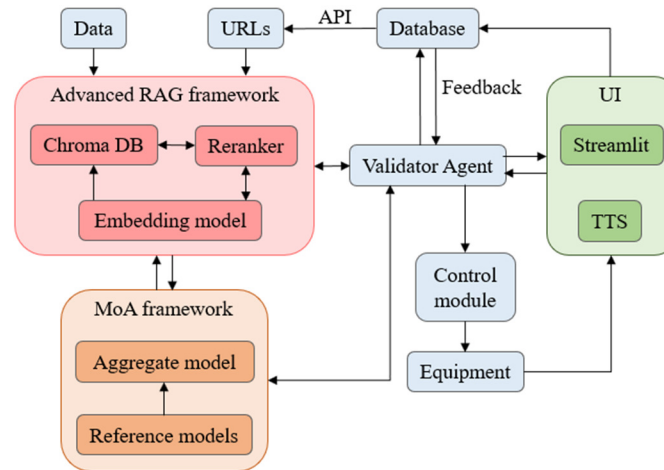 Data
URLs
API
Database
Feedback
Advanced RAG framework
Chroma DB
Reranker
Embedding model
Validator Agent
UI
Streamlit
TTS
Control
module
Equipment
MoA framework
Aggregate model
Reference models